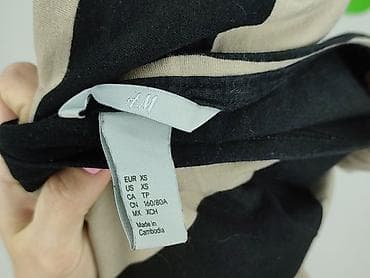 H&M
EUR XS
US XS
CA TP
CN 160/80A
MX XCH
Made in
Cambodia